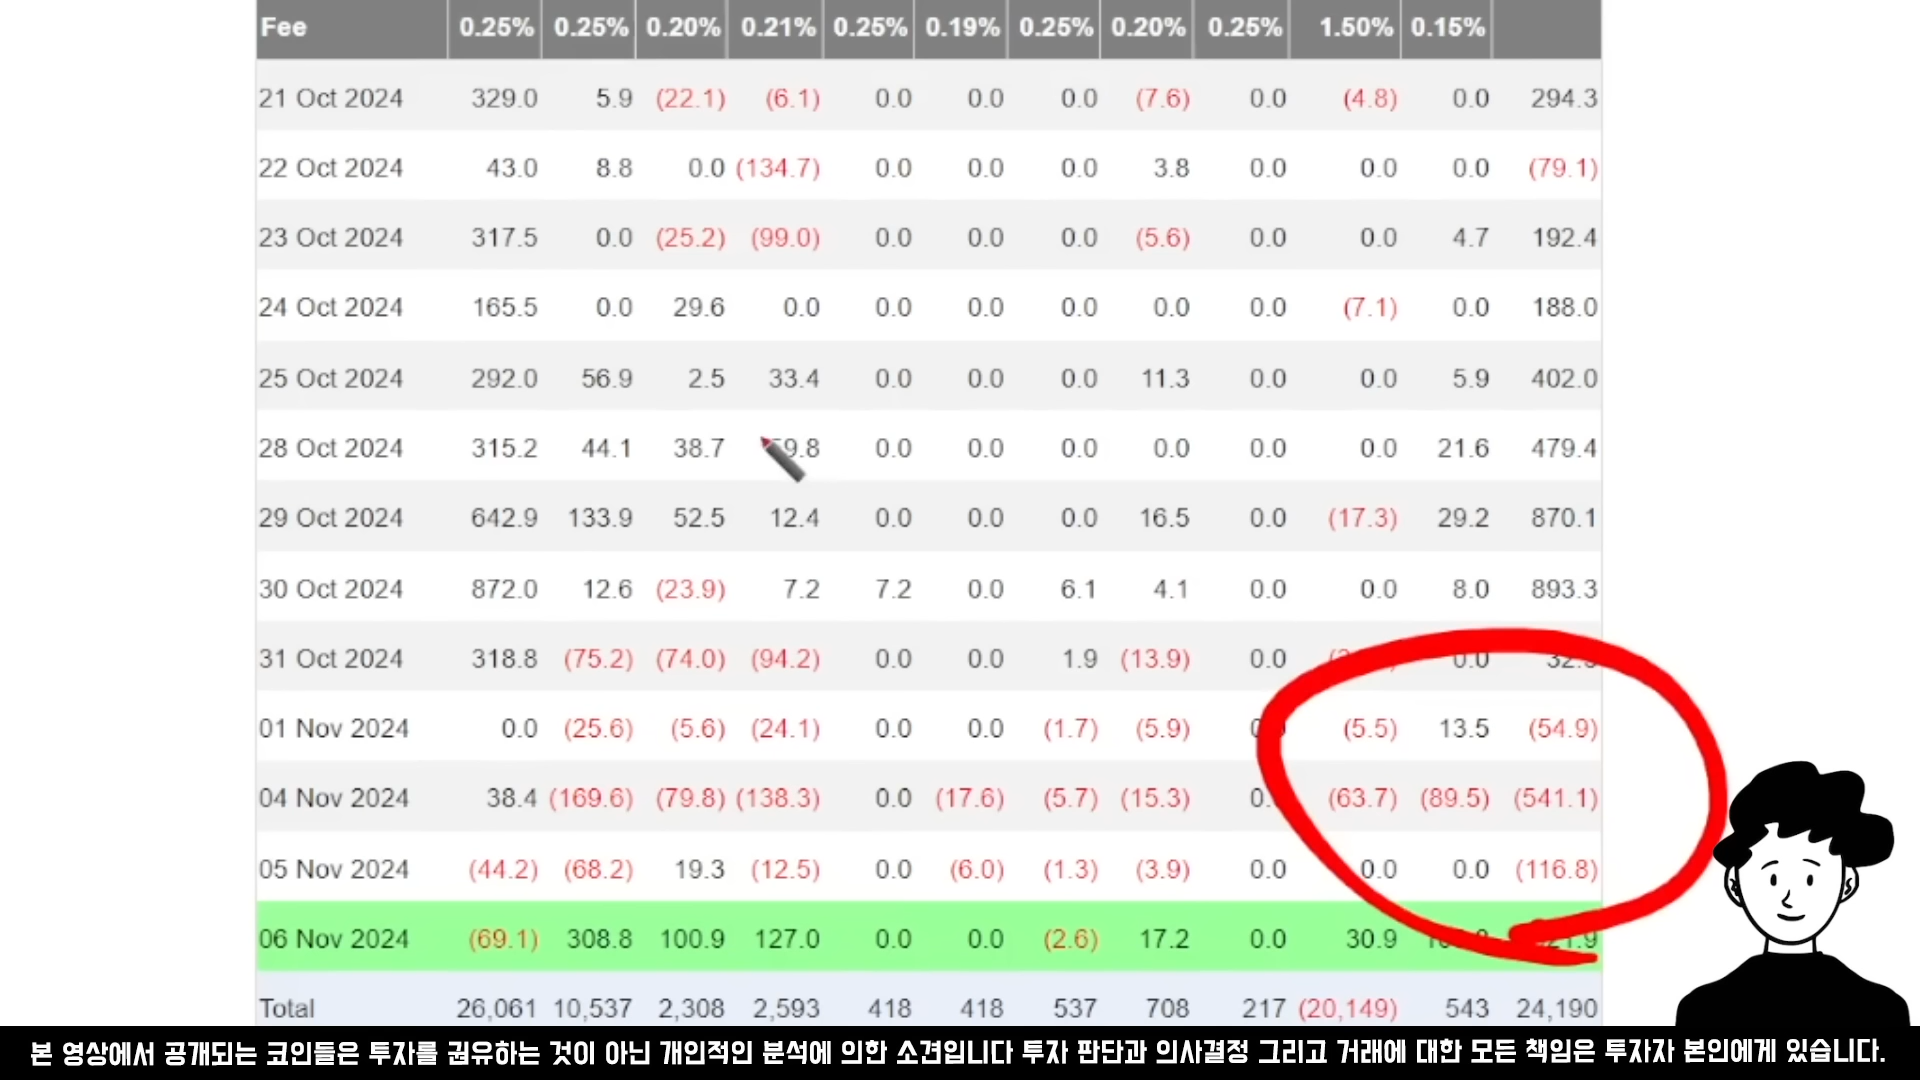 Fee 0.25% 0.25% 0.20% 0.21% 0.25% 0.19% 0.25% 0.20% 0.25% 1.50% 0.15%
21 Oct 2024 329.0 5.9 (22.1) (6.1) 0.0 0.0 0.0 (7.6) 0.0 (4.8) 0.0 294.3
22 Oct 2024 43.0 8.8 0.0 (134.7) 0.0 0.0 0.0 3.8 0.0 0.0 0.0 (79.1)
23 Oct 2024 317.5 0.0 (25.2) (99.0) 0.0 0.0 0.0 (5.6) 0.0 0.0 4.7 192.4
24 Oct 2024 165.5 0.0 29.6 0.0 0.0 0.0 0.0 0.0 0.0 (7.1) 0.0 188.0
25 Oct 2024 292.0 56.9 2.5 33.4 0.0 0.0 0.0 11.3 0.0 0.0 5.9 402.0
28 Oct 2024 315.2 44.1 38.7 0.0 0.0 0.0 0.0 0.0 0.0 21.6 479.4
29 Oct 2024 642.9 133.9 52.5 12.4 0.0 0.0 0.0 16.5 0.0 (17.3) 29.2 870.1
30 Oct 2024 872.0 12.6 (23.9) 7.2 7.2 0.0 6.1 4.1 0.0 0.0 8.0 893.3
31 Oct 2024 318.8 (75.2) (74.0) (94.2) 0.0 0.0 1.9 (13.9) 0.0 0.0
01 Nov 2024 0.0 (25.6) (5.6) (24.1) 0.0 0.0 (1.7) (5.9) (5.5) 13.5 (54.9)
04 Nov 2024 38.4 (169.6) (79.8) (138.3) 0.0 (17.6) (5.7) (15.3) (63.7) (89.5) (541.1)
05 Nov 2024 (44.2) (68.2) 19.3 (12.5) 0.0 (6.0) (1.3) (3.9) 0.0 0.0 0.0 (116.8)
06 Nov 2024 (69.1) 308.8 100.9 127.0 0.0 0.0 (2.6) 17.2 0.0 30.9
Total 26,061 10,537 2,308 2,593 418 418 537 708 217 (20,149) 543 24,190
본 영상에서 공개되는 코인들은 투자를 권유하는 것이 아닌 개인적인 분석에 의한 소견입니다 투자 판단과 의사결정 그리고 거래에 대한 모든 책임은 투자자 본인에게 있습니다.